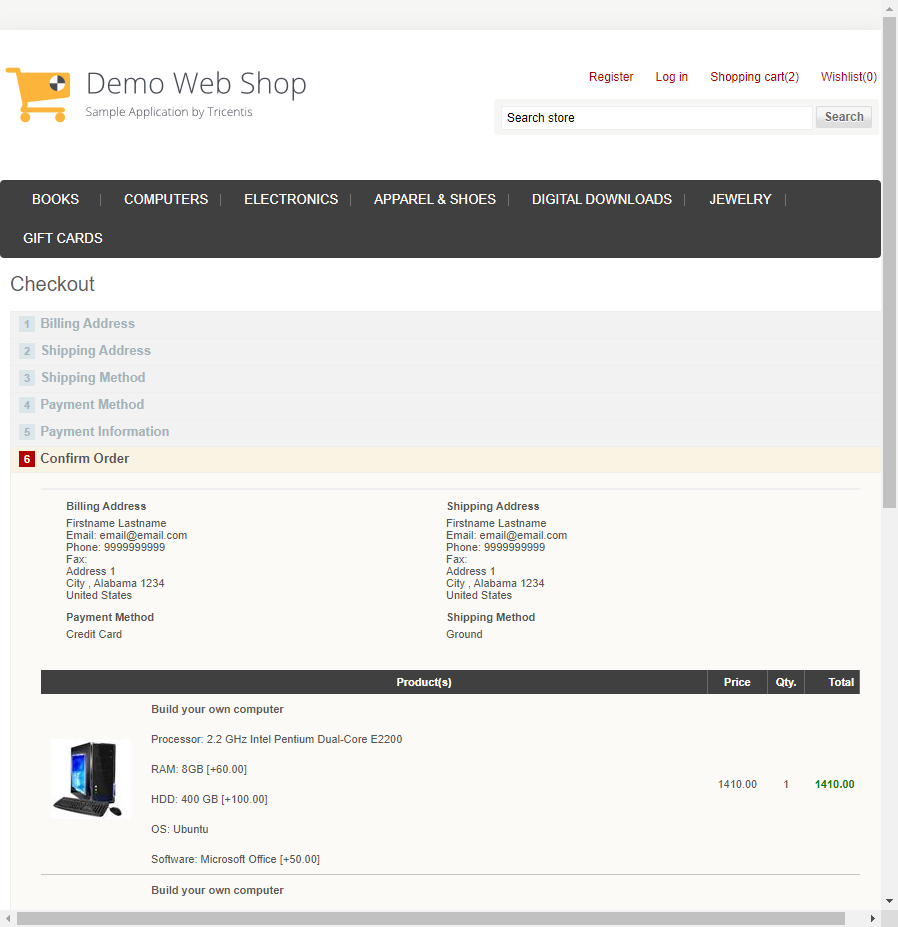 Demo Web Shop
Sample Application by Tricentis
Register Log in Shopping cart(2) Wishlist(0)
Search store Search
BOOKS COMPUTERS ELECTRONICS APPAREL & SHOES DIGITAL DOWNLOADS JEWELRY
GIFT CARDS
Checkout
1 Billing Address
2 Shipping Address
3 Shipping Method
4 Payment Method
5 Payment Information
6 Confirm Order
Billing Address
Firstname Lastname
Email: email@email.com
Phone: 9999999999
Fax:
Address 1
City , Alabama 1234
United States
Payment Method
Credit Card
Shipping Address
Firstname Lastname
Email: email@email.com
Phone: 9999999999
Fax:
Address 1
City , Alabama 1234
United States
Shipping Method
Ground
Product(s) Price Qty. Total
Build your own computer
Processor: 2.2 GHz Intel Pentium Dual-Core E2200
RAM: 8GB [+60.00]
HDD: 400 GB [+100.00]
OS: Ubuntu
Software: Microsoft Office [+50.00]
1410.00 1 1410.00
Build your own computer